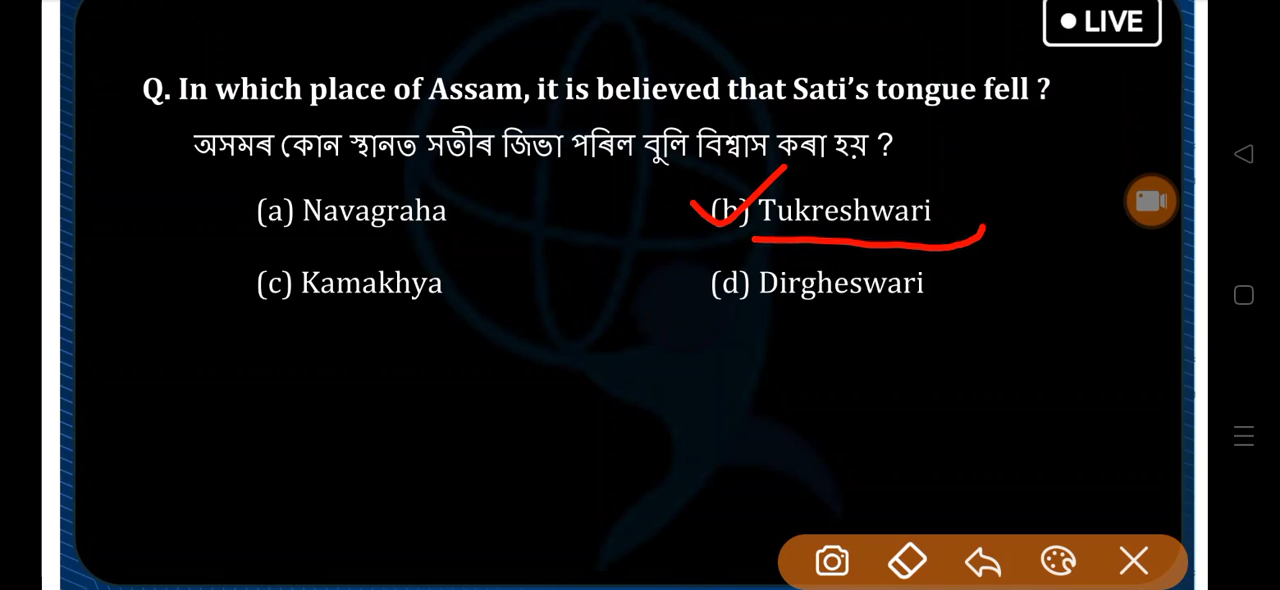 ● LIVE
Q. In which place of Assam, it is believed that Sati's tongue fell ?
অসমৰ কোন স্থানত সতীৰ জিভা পৰিল বুলি বিশ্বাস কৰা হয় ?
(a) Navagraha (b) Tukreshwari
(c) Kamakhya (d) Dirgheswari